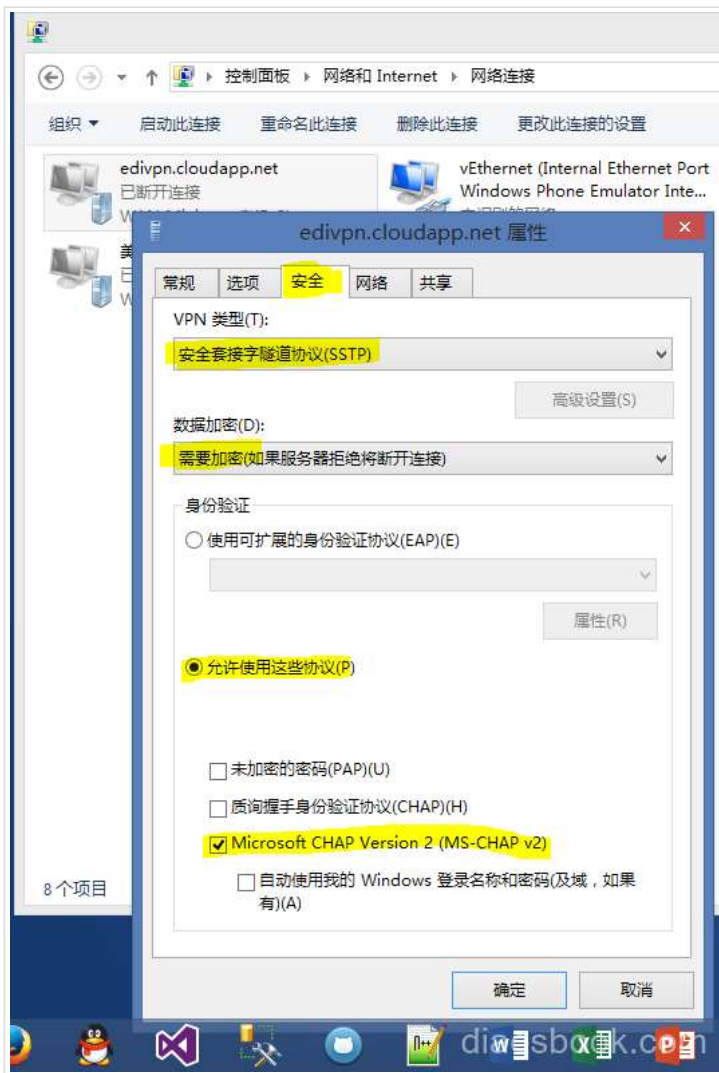 控制面板 ▸ 网络和 Internet ▸ 网络连接
组织 启动此连接 重命名此连接 删除此连接 更改此连接的设置
edivpn.cloudapp.net
已断开连接
vEthernet (Internal Ethernet Port
Windows Phone Emulator Inte...
美
已
edivpn.cloudapp.net 属性
常规 选项 安全 网络 共享
VPN 类型(T):
安全套接字隧道协议(SSTP)
高级设置(S)
数据加密(D):
需要加密(如果服务器拒绝将断开连接)
身份验证
使用可扩展的身份验证协议(EAP)(E)
属性(R)
允许使用这些协议(P)
未加密的密码(PAP)(U)
质询握手身份验证协议(CHAP)(H)
Microsoft CHAP Version 2 (MS-CHAP v2)
自动使用我的 Windows 登录名称和密码(及域，如果
有)(A)
8 个项目
确定 取消